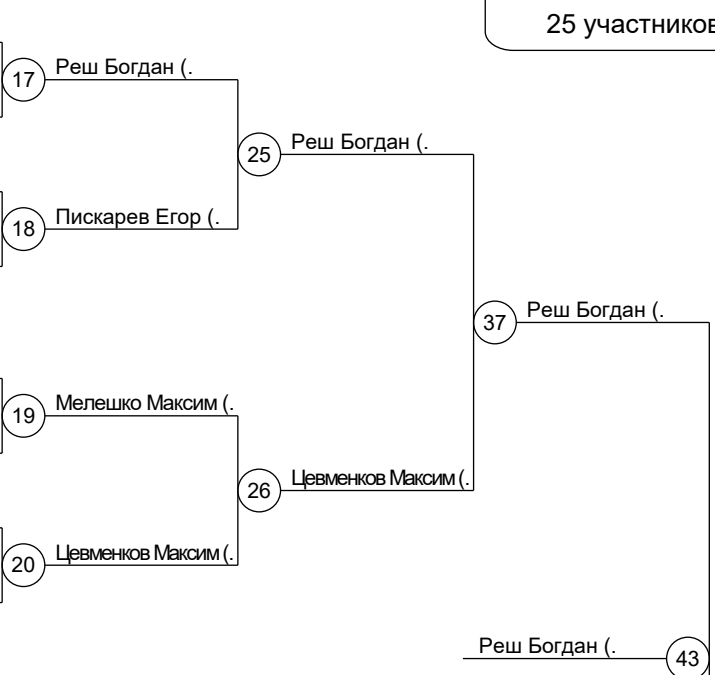 25 участников
17 Реш Богдан (.
25 Реш Богдан (.
18 Пискарев Егор (.
37 Реш Богдан (.
19 Мелешко Максим (.
26 Цевменков Максим (.
20 Цевменков Максим (.
Реш Богдан (. 43